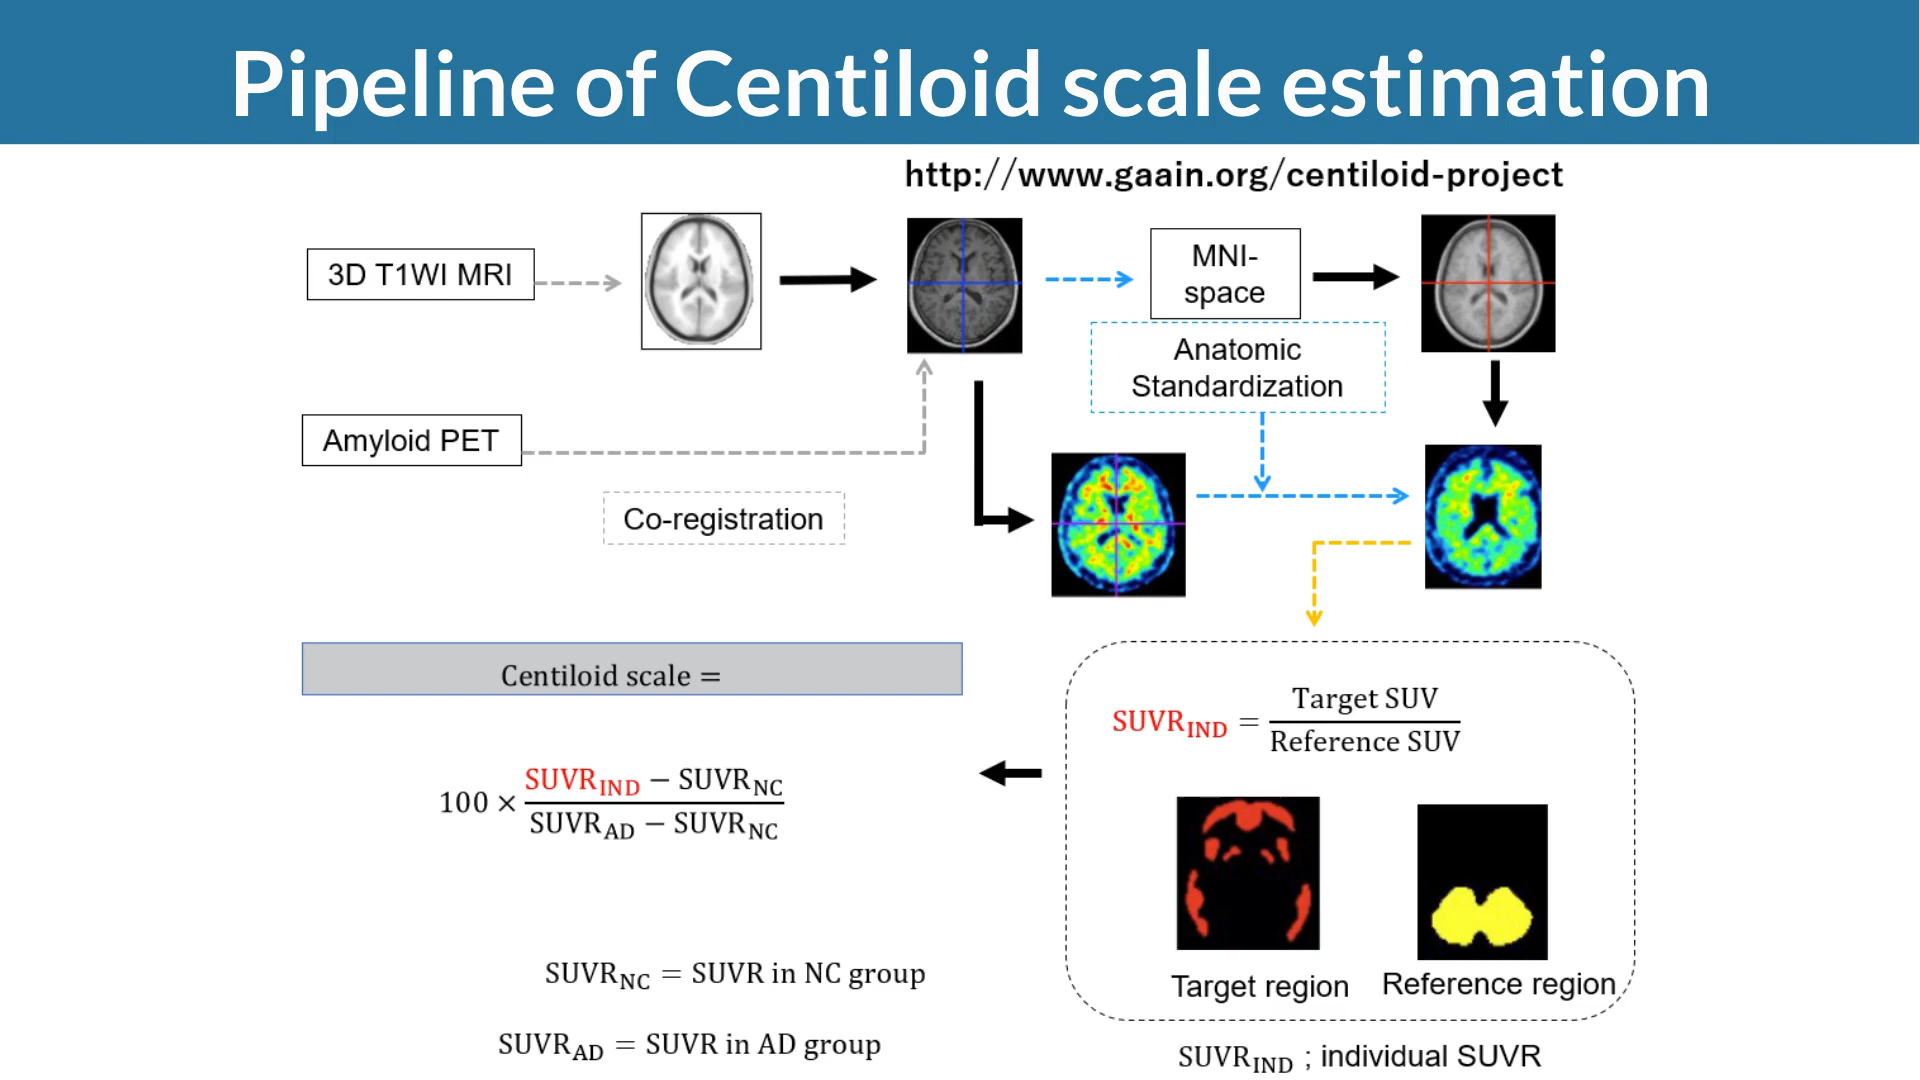 Pipeline of Centiloid scale estimation
http://www.gaain.org/centiloid-project
3D T1WI MRI
MNI-
space
Anatomic
Standardization
Amyloid PET
Co-registration
Centiloid scale =
100 × (SUVR_IND − SUVR_NC) / (SUVR_AD − SUVR_NC)
SUVR_NC = SUVR in NC group
SUVR_AD = SUVR in AD group
SUVR_IND = Target SUV / Reference SUV
Target region
Reference region
SUVR_IND ; individual SUVR